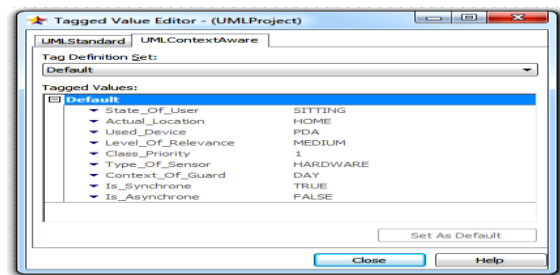 Tagged Value Editor - (UMLProject)
UMLStandard UMLContextAware
Tag Definition Set:
Default
Tagged Values:
Default
State_Of_User SITTING
Actual_Location HOME
Used_Device PDA
Level_Of_Relevance MEDIUM
Class_Priority 1
Type_Of_Sensor HARDWARE
Context_Of_Guard DAY
Is_Synchrone TRUE
Is_Asynchrone FALSE
Set As Default
Close Help